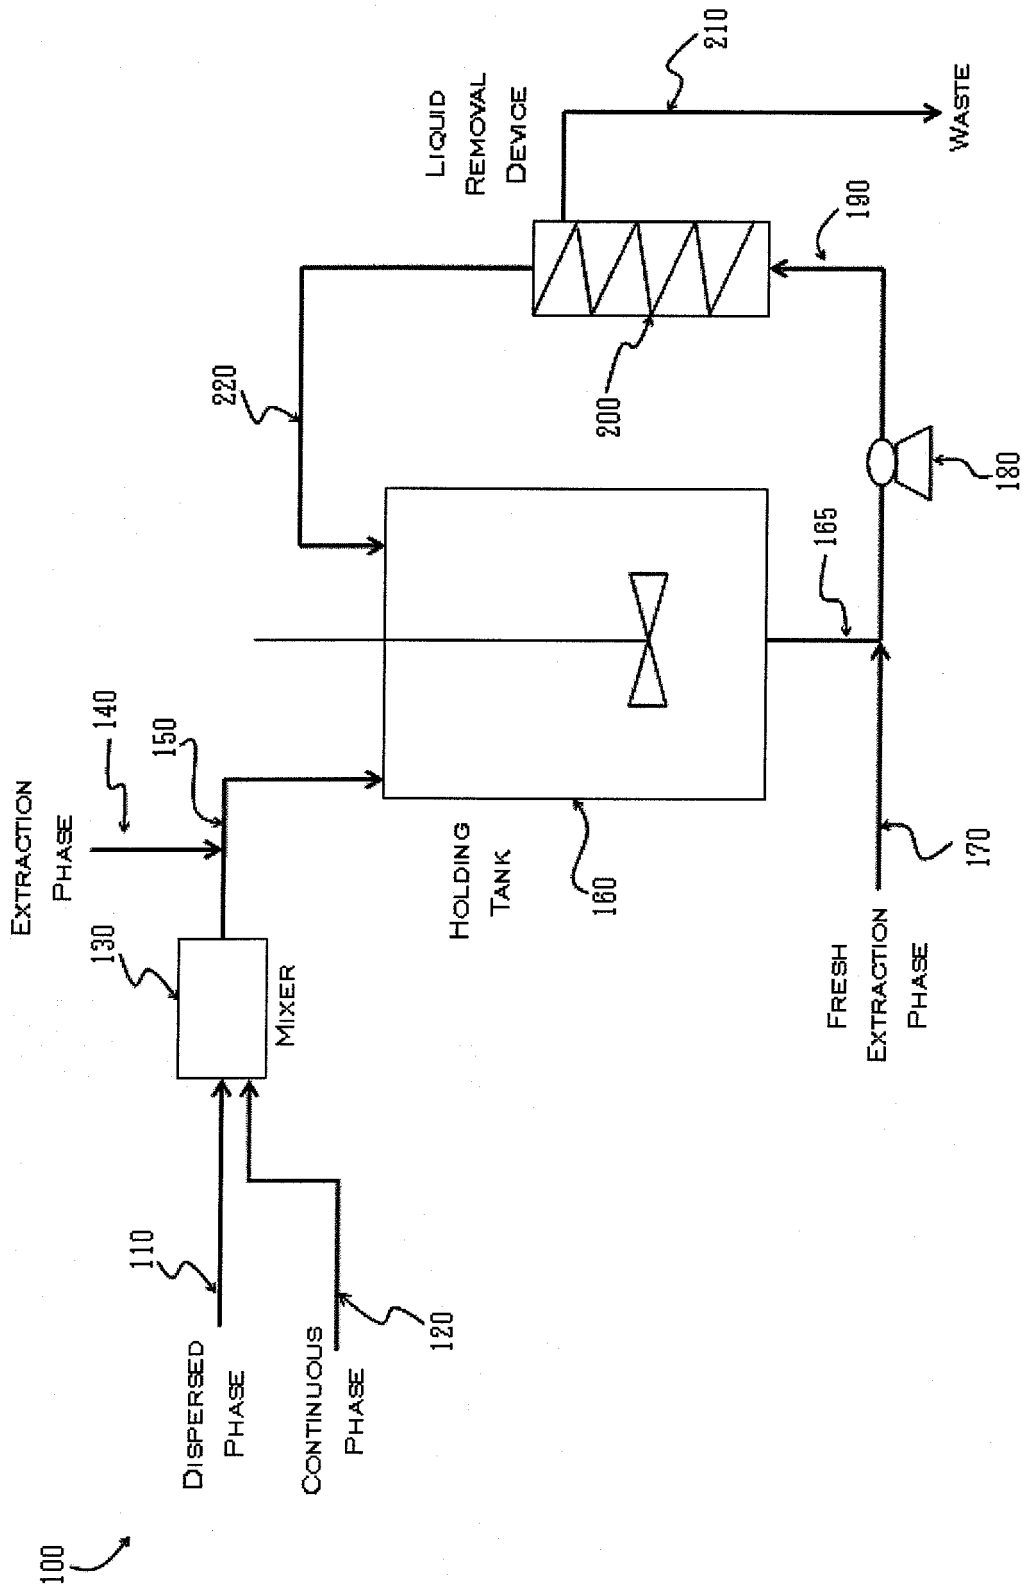 100
DISPERSED
PHASE
110
CONTINUOUS
PHASE
120
130
MIXER
EXTRACTION
PHASE
140
150
HOLDING
TANK
160
165
FRESH
EXTRACTION
PHASE
170
180
190
LIQUID
REMOVAL
DEVICE
200
210
WASTE
220